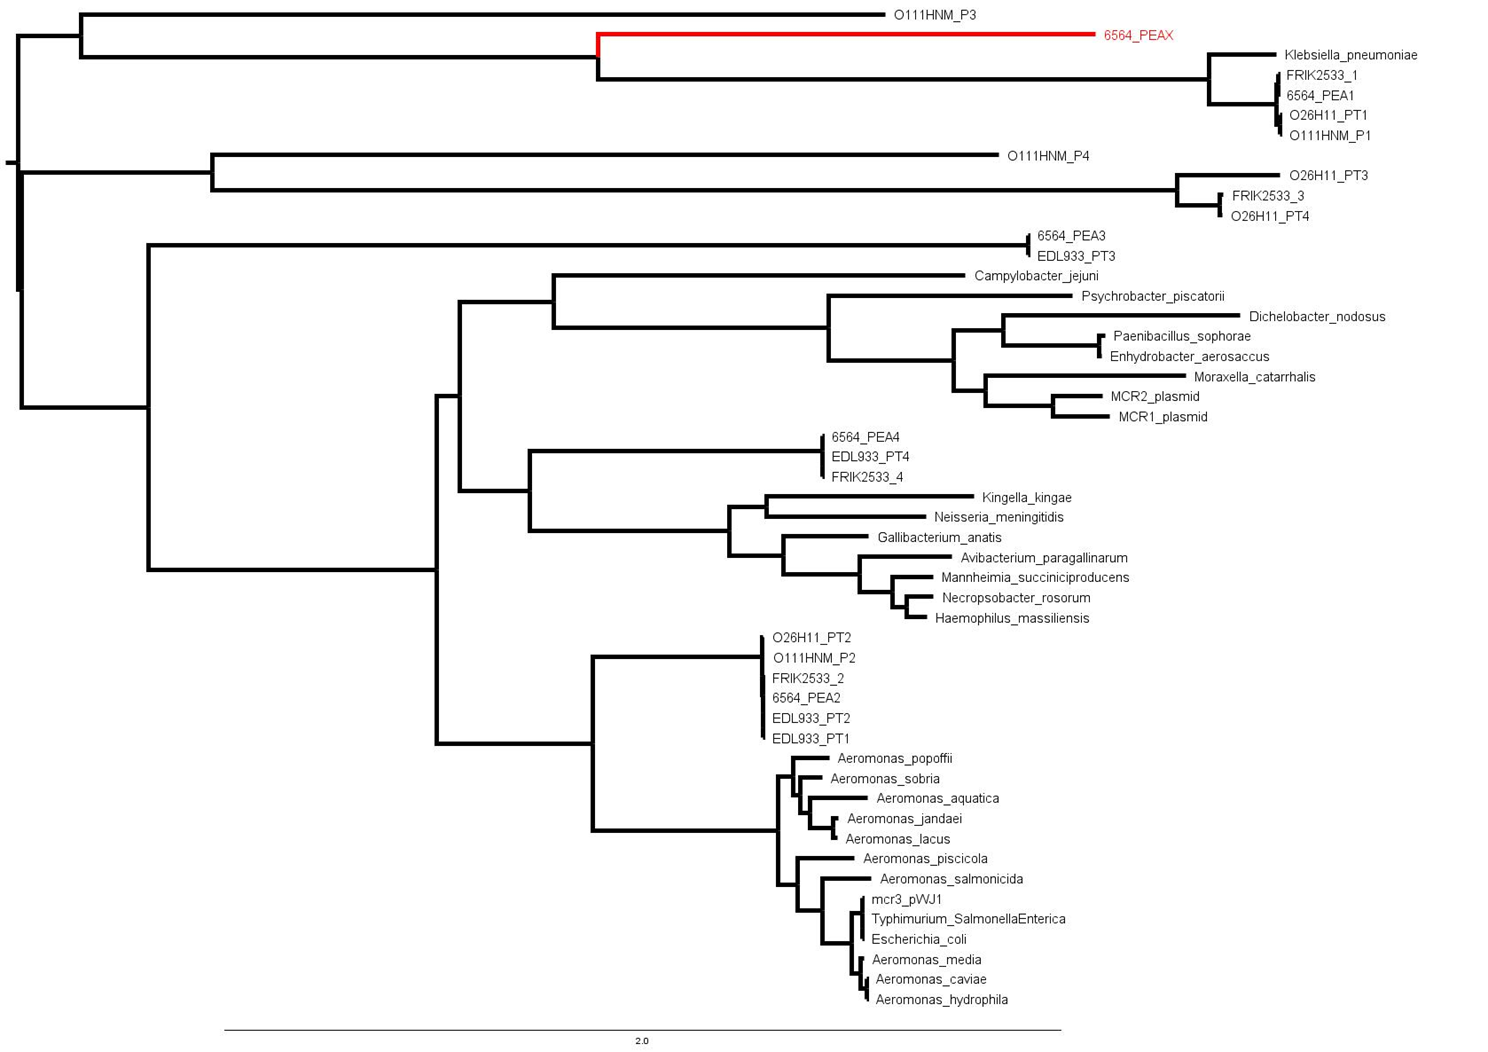 O111HNM_P3
6564_PEAX
Klebsiella_pneumoniae
FRIK2533_1
6564_PEA1
O26H11_PT1
O111HNM_P1
O111HNM_P4
O26H11_PT3
FRIK2533_3
O26H11_PT4
6564_PEA3
EDL933_PT3
Campylobacter_jejuni
Psychrobacter_piscatorii
Dichelobacter_nodosus
Paenibacillus_sophorae
Enhydrobacter_aerosaccus
Moraxella_catarrhalis
MCR2_plasmid
MCR1_plasmid
6564_PEA4
EDL933_PT4
FRIK2533_4
Kingella_kingae
Neisseria_meningitidis
Gallibacterium_anatis
Avibacterium_paragallinarum
Mannheimia_succiniciproducens
Necropsobacter_rosorum
Haemophilus_massiliensis
O26H11_PT2
O111HNM_P2
FRIK2533_2
6564_PEA2
EDL933_PT2
EDL933_PT1
Aeromonas_popoffii
Aeromonas_sobria
Aeromonas_aquatica
Aeromonas_jandaei
Aeromonas_lacus
Aeromonas_piscicola
Aeromonas_salmonicida
mcr3_pWJ1
Typhimurium_SalmonellaEnterica
Escherichia_coli
Aeromonas_media
Aeromonas_caviae
Aeromonas_hydrophila
2.0